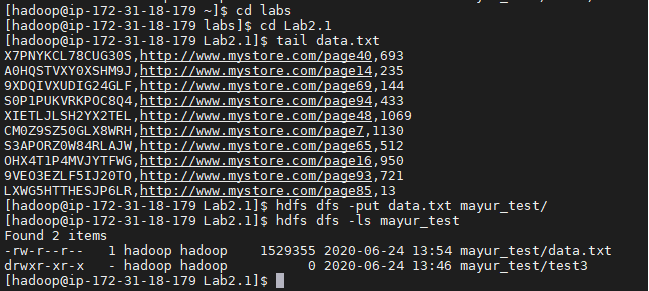 [hadoop@ip-172-31-18-179 ~]$ cd labs
[hadoop@ip-172-31-18-179 labs]$ cd Lab2.1
[hadoop@ip-172-31-18-179 Lab2.1]$ tail data.txt
X7PNYKCL78CUG30S,http://www.mystore.com/page40,693
A0HQSTVXY0XSHM9J,http://www.mystore.com/page14,235
9XDQIVXUDIG24GLF,http://www.mystore.com/page69,144
S0P1PUKVRKPOC8Q4,http://www.mystore.com/page94,433
XIETLJLSH2YX2TEL,http://www.mystore.com/page48,1069
CM0Z9SZ50GLX8WRH,http://www.mystore.com/page7,1130
S3APORZ0W84RLAJW,http://www.mystore.com/page65,512
OHX4T1P4MVJYTFWG,http://www.mystore.com/page16,950
9VEO3EZLF5IJ20TO,http://www.mystore.com/page93,721
LXWG5HTTHESJP6LR,http://www.mystore.com/page85,13
[hadoop@ip-172-31-18-179 Lab2.1]$ hdfs dfs -put data.txt mayur_test/
[hadoop@ip-172-31-18-179 Lab2.1]$ hdfs dfs -ls mayur_test
Found 2 items
-rw-r--r--   1 hadoop hadoop    1529355 2020-06-24 13:54 mayur_test/data.txt
drwxr-xr-x   - hadoop hadoop          0 2020-06-24 13:46 mayur_test/test3
[hadoop@ip-172-31-18-179 Lab2.1]$